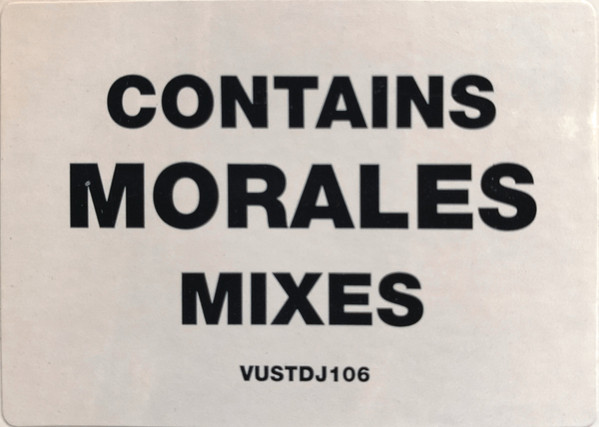 CONTAINS
MORALES
MIXES
VUSTDJ106